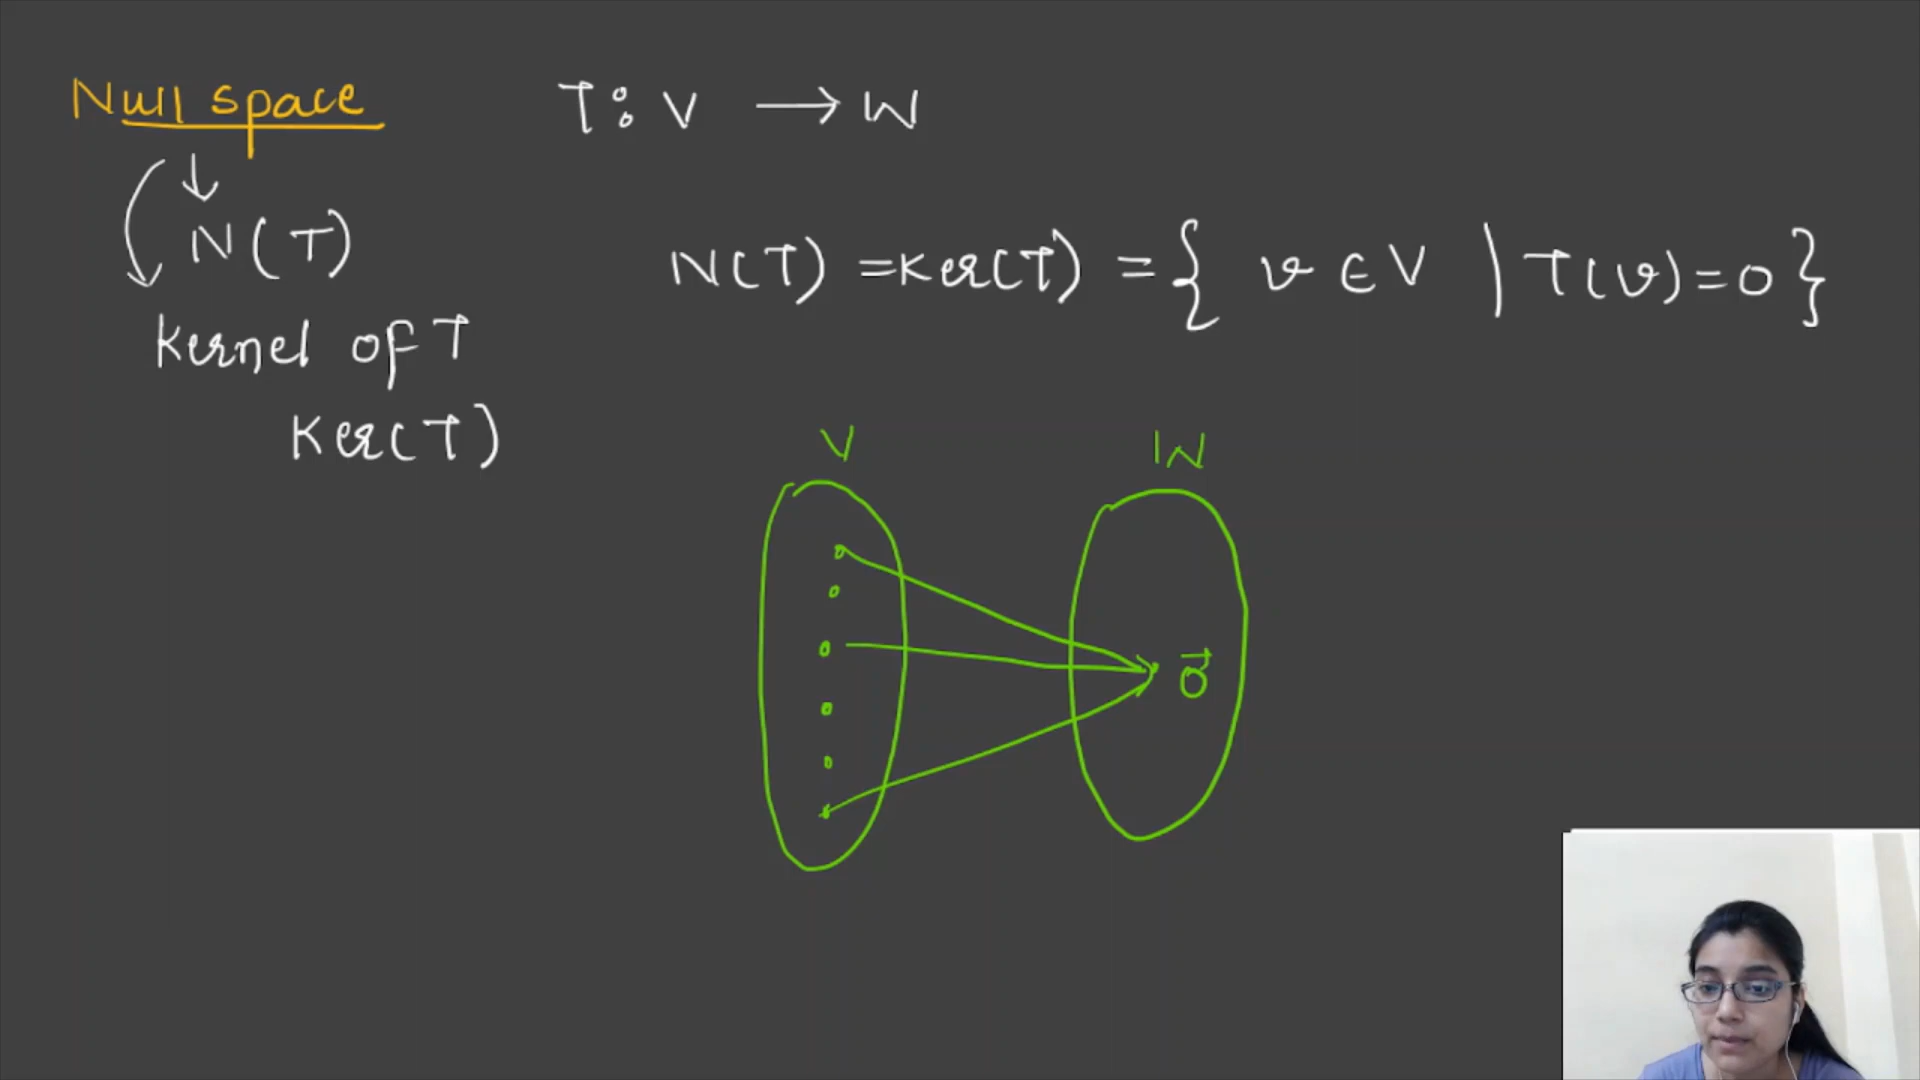 Null space
T: V → W
N(T)
N(T) = Ker(T) = { v ∈ V | T(v) = 0 }
Kernel of T
Ker(T)
V
W
0⃗